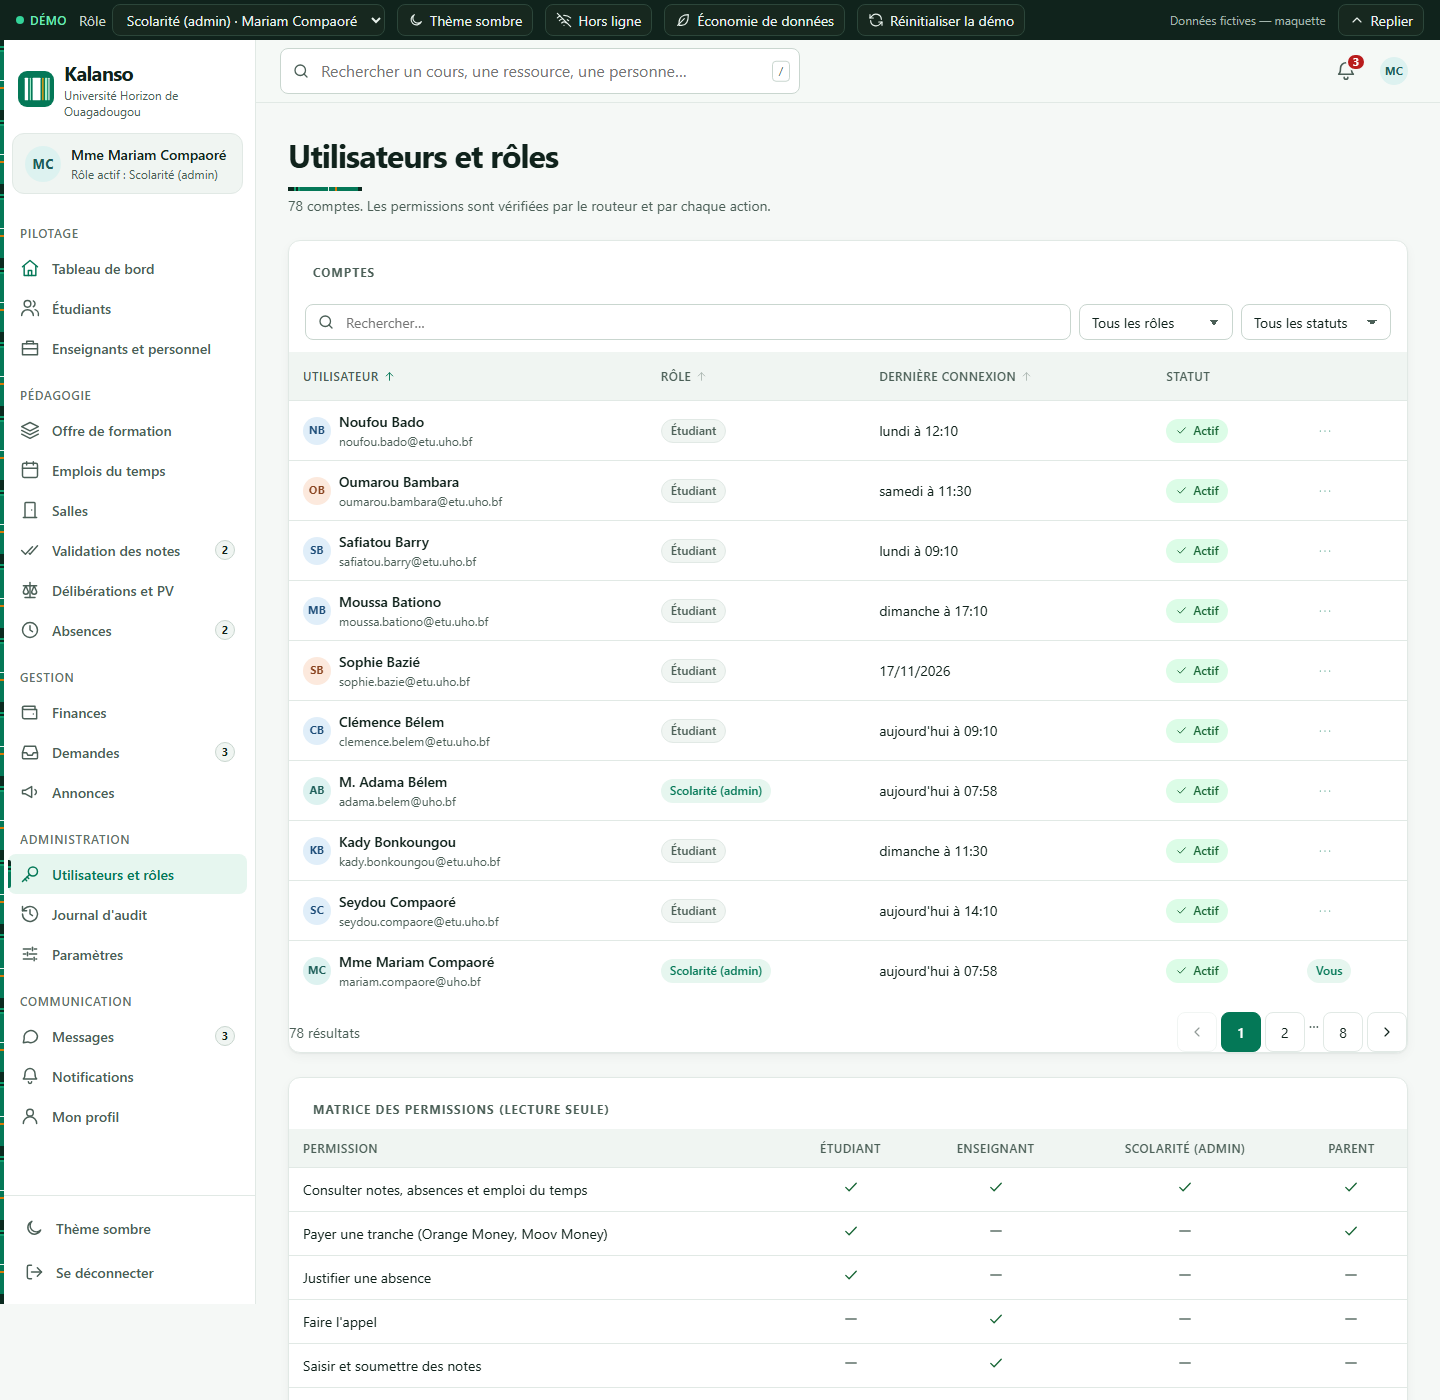 DÉMO Rôle Scolarité (admin) · Mariam Compaoré Thème sombre Hors ligne Économie de données Réinitialiser la démo Données fictives — maquette Replier
Kalanso
Université Horizon de
Ouagadougou
MC
Mme Mariam Compaoré
Rôle actif : Scolarité (admin)
PILOTAGE
Tableau de bord
Étudiants
Enseignants et personnel
PÉDAGOGIE
Offre de formation
Emplois du temps
Salles
Validation des notes 2
Délibérations et PV
Absences 2
GESTION
Finances
Demandes 3
Annonces
ADMINISTRATION
Utilisateurs et rôles
Journal d'audit
Paramètres
COMMUNICATION
Messages 3
Notifications
Mon profil
Thème sombre
Se déconnecter
Rechercher un cours, une ressource, une personne... /
3
MC
Utilisateurs et rôles
78 comptes. Les permissions sont vérifiées par le routeur et par chaque action.
COMPTES
Rechercher... Tous les rôles Tous les statuts
UTILISATEUR ↑ RÔLE ↑ DERNIÈRE CONNEXION ↑ STATUT
NB Noufou Bado Étudiant lundi à 12:10 Actif ...
noufou.bado@etu.uho.bf
OB Oumarou Bambara Étudiant samedi à 11:30 Actif ...
oumarou.bambara@etu.uho.bf
SB Safiatou Barry Étudiant lundi à 09:10 Actif ...
safiatou.barry@etu.uho.bf
MB Moussa Bationo Étudiant dimanche à 17:10 Actif ...
moussa.bationo@etu.uho.bf
SB Sophie Bazié Étudiant 17/11/2026 Actif ...
sophie.bazie@etu.uho.bf
CB Clémence Bélem Étudiant aujourd'hui à 09:10 Actif ...
clemence.belem@etu.uho.bf
AB M. Adama Bélem Scolarité (admin) aujourd'hui à 07:58 Actif ...
adama.belem@uho.bf
KB Kady Bonkoungou Étudiant dimanche à 11:30 Actif ...
kady.bonkoungou@etu.uho.bf
SC Seydou Compaoré Étudiant aujourd'hui à 14:10 Actif ...
seydou.compaore@etu.uho.bf
MC Mme Mariam Compaoré Scolarité (admin) aujourd'hui à 07:58 Actif Vous
mariam.compaore@uho.bf
78 résultats 1 2 ... 8
MATRICE DES PERMISSIONS (LECTURE SEULE)
PERMISSION ÉTUDIANT ENSEIGNANT SCOLARITÉ (ADMIN) PARENT
Consulter notes, absences et emploi du temps ✓ ✓ ✓ ✓
Payer une tranche (Orange Money, Moov Money) ✓ — — ✓
Justifier une absence ✓ — — —
Faire l'appel — ✓ — —
Saisir et soumettre des notes — ✓ — —